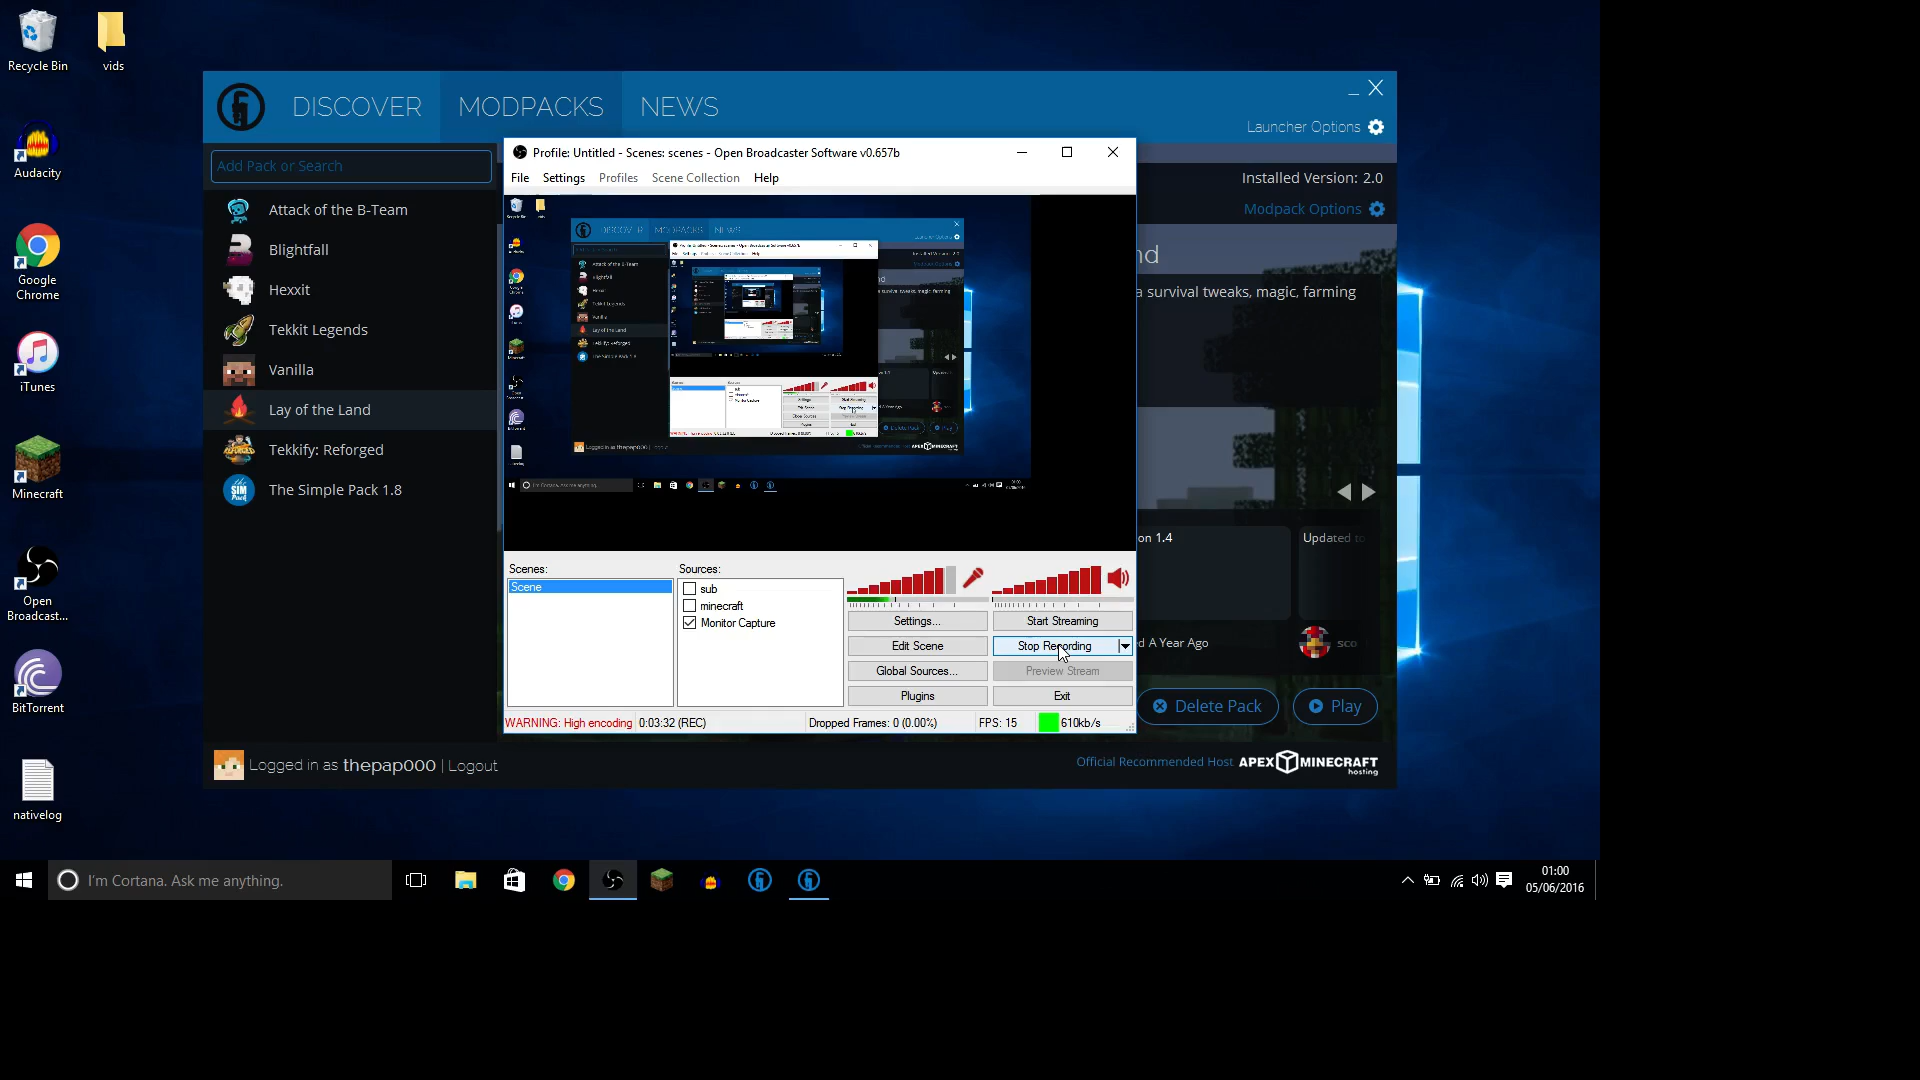 Recycle Bin
vids
Audacity
Google
Chrome
iTunes
Minecraft
Open
Broadcast...
BitTorrent
nativelog
DISCOVER
MODPACKS
NEWS
Launcher Options
Add Pack or Search
Attack of the B-Team
Blightfall
Hexxit
Tekkit Legends
Vanilla
Lay of the Land
Tekkify: Reforged
The Simple Pack 1.8
Installed Version: 2.0
Modpack Options
nd
a survival tweaks, magic, farming
on 1.4
Updated to
d A Year Ago
sco
Delete Pack
Play
Logged in as thepap000 | Logout
Official Recommended Host APEX MINECRAFT
hosting
Profile: Untitled - Scenes: scenes - Open Broadcaster Software v0.657b
File Settings Profiles Scene Collection Help
Scenes:
Scene
Sources:
sub
minecraft
Monitor Capture
Settings...
Start Streaming
Edit Scene
Stop Recording
Global Sources...
Preview Stream
Plugins
Exit
WARNING: High encoding
0:03:32 (REC)
Dropped Frames: 0 (0.00%)
FPS: 15
610kb/s
I'm Cortana. Ask me anything.
01:00
05/06/2016